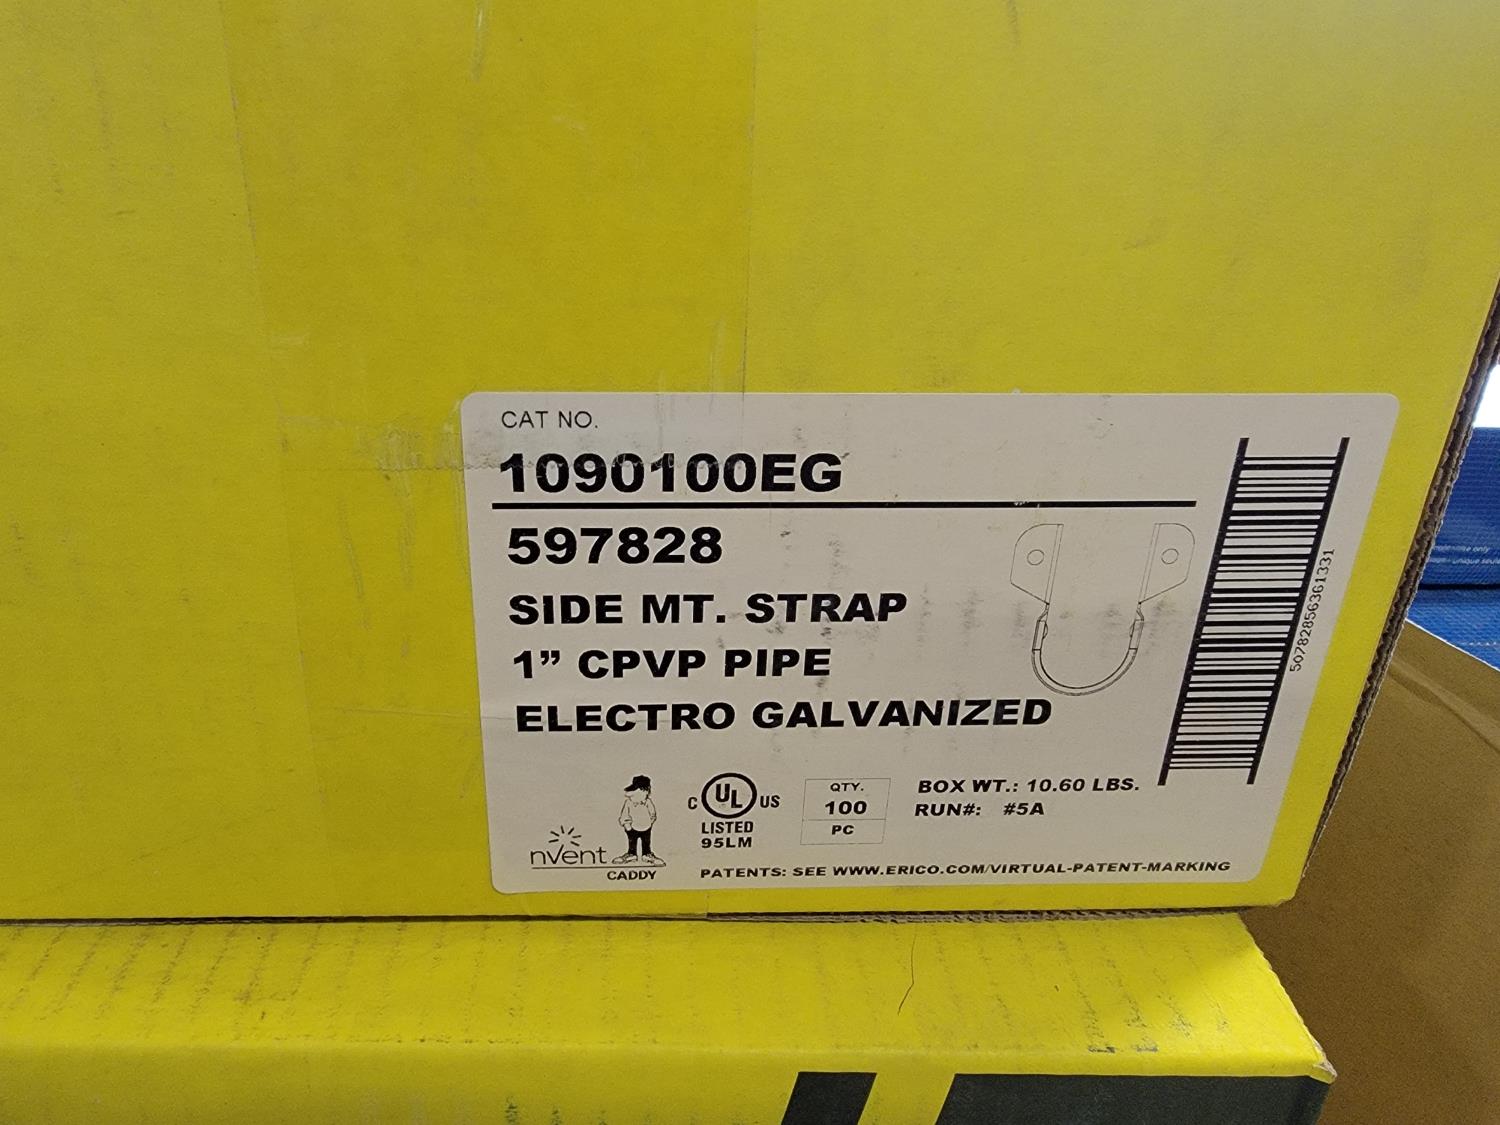 CAT NO.
1090100EG
597828
SIDE MT. STRAP
1" CPVP PIPE
ELECTRO GALVANIZED
50782856361331
nVent
CADDY
C UL US
LISTED
95LM
QTY.
100
PC
BOX WT.: 10.60 LBS.
RUN#: #5A
PATENTS: SEE WWW.ERICO.COM/VIRTUAL-PATENT-MARKING